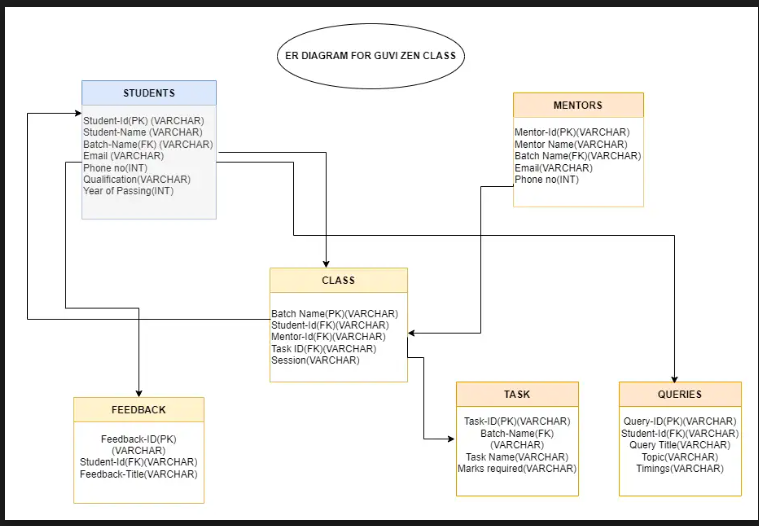 ER DIAGRAM FOR GUVI ZEN CLASS
STUDENTS
Student-Id(PK) (VARCHAR)
Student-Name (VARCHAR)
Batch-Name(FK) (VARCHAR)
Email (VARCHAR)
Phone no(INT)
Qualification(VARCHAR)
Year of Passing(INT)
MENTORS
Mentor-Id(PK)(VARCHAR)
Mentor Name(VARCHAR)
Batch Name(FK)(VARCHAR)
Email(VARCHAR)
Phone no(INT)
CLASS
Batch Name(PK)(VARCHAR)
Student-Id(FK)(VARCHAR)
Mentor-Id(FK)(VARCHAR)
Task ID(FK)(VARCHAR)
Session(VARCHAR)
FEEDBACK
Feedback-ID(PK)
(VARCHAR)
Student-Id(FK)(VARCHAR)
Feedback-Title(VARCHAR)
TASK
Task-ID(PK)(VARCHAR)
Batch-Name(FK)
(VARCHAR)
Task Name(VARCHAR)
Marks required(VARCHAR)
QUERIES
Query-ID(PK)(VARCHAR)
Student-Id(FK)(VARCHAR)
Query Title(VARCHAR)
Topic(VARCHAR)
Timings(VARCHAR)